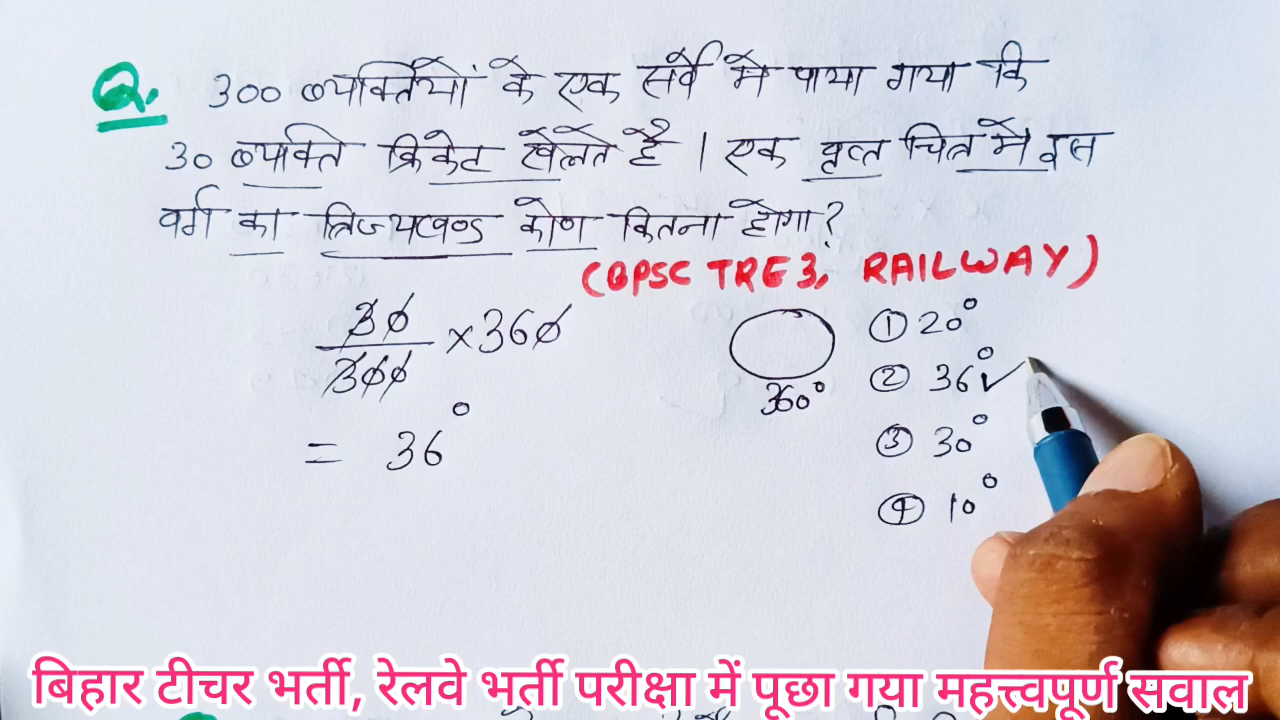 Q. 300 व्यक्तियों के एक सर्वे मे पाया गया कि
30 व्यक्ति क्रिकेट खेलते है । एक वृत्त चित्र मे इस
वर्ग का त्रिज्यखण्ड कोण कितना होगा?
(BPSC TRE 3, RAILWAY)
30/300 × 360
= 36°
360°
① 20°
② 36° ✓
③ 30°
④ 10°
बिहार टीचर भर्ती, रेलवे भर्ती परीक्षा में पूछा गया महत्त्वपूर्ण सवाल